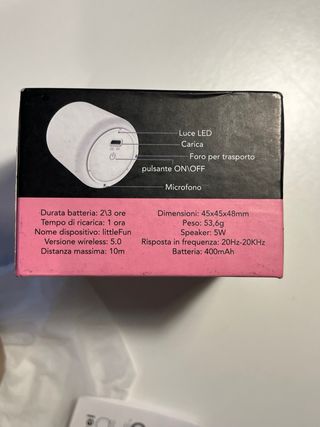 Luce LED
Carica
Foro per trasporto
pulsante ON\OFF
Microfono
Durata batteria: 2\3 ore
Tempo di ricarica: 1 ora
Nome dispositivo: littleFun
Versione wireless: 5.0
Distanza massima: 10m
Dimensioni: 45x45x48mm
Peso: 53,6g
Speaker: 5W
Risposta in frequenza: 20Hz-20KHz
Batteria: 400mAh